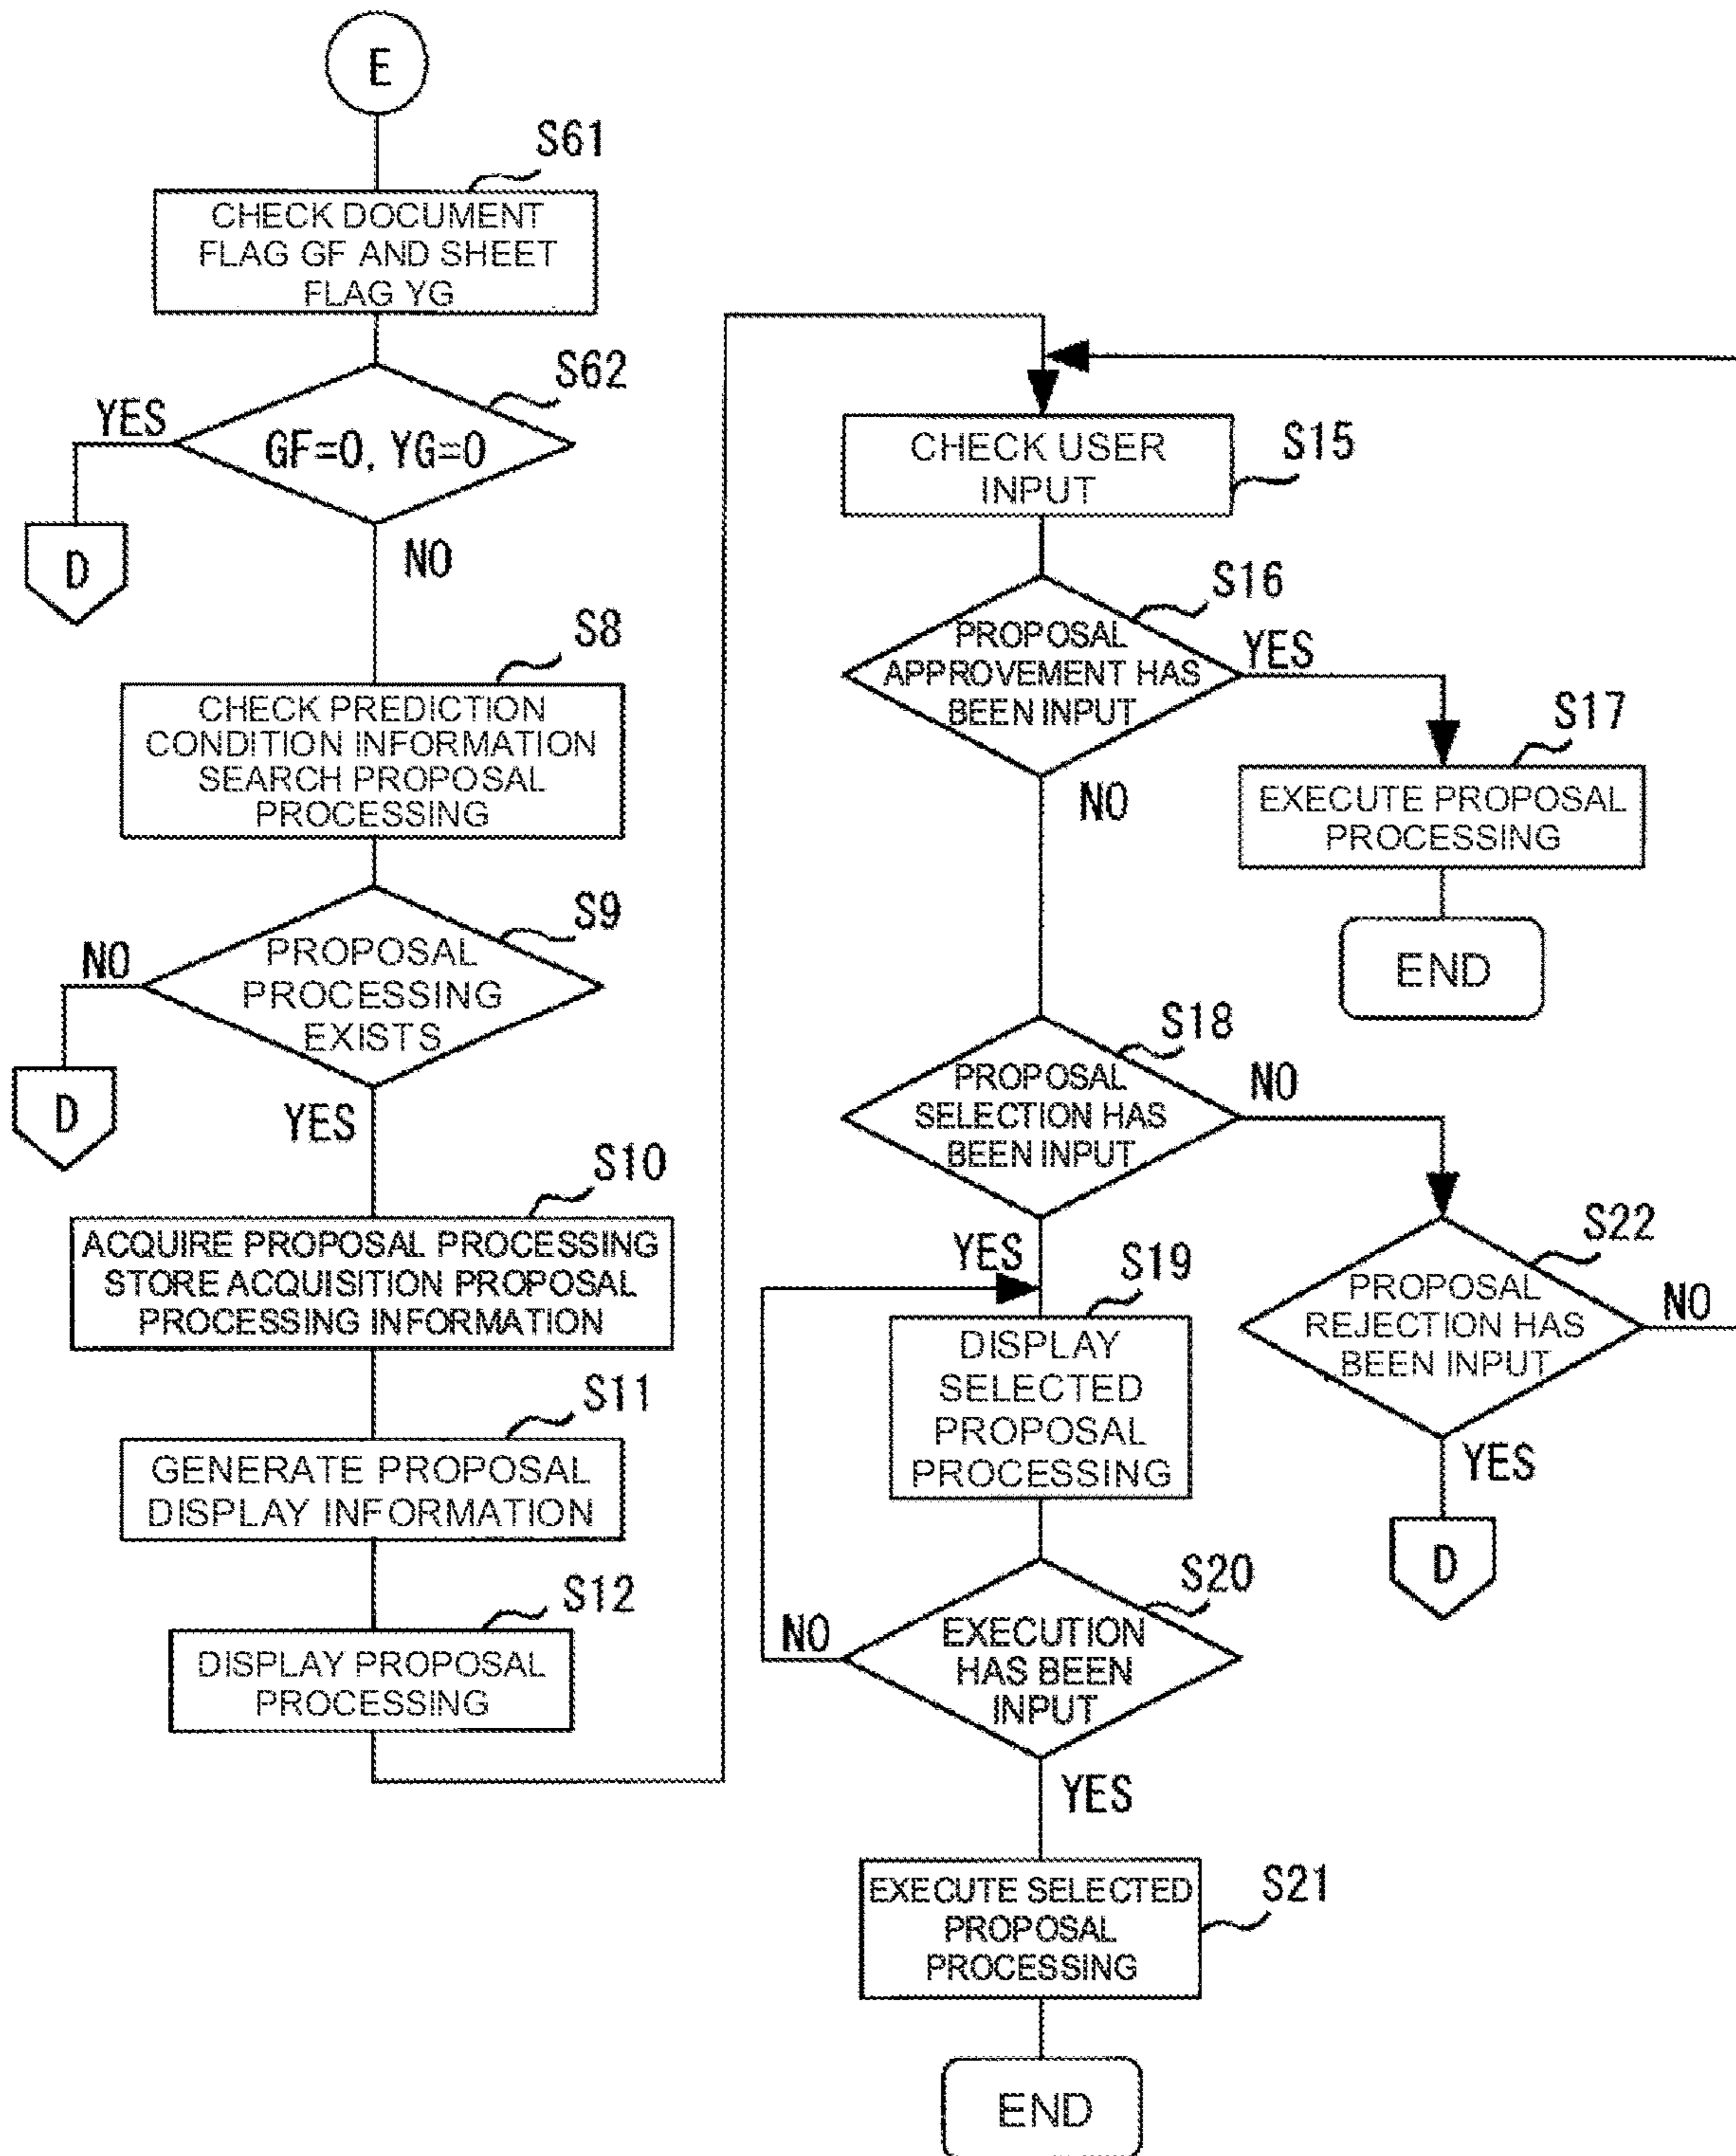 E
S61
CHECK DOCUMENT
FLAG GF AND SHEET
FLAG YG
S62
YES
GF=0, YG=0
D
NO
S8
CHECK PREDICTION
CONDITION INFORMATION
SEARCH PROPOSAL
PROCESSING
S9
NO
PROPOSAL
PROCESSING
EXISTS
D
YES
S10
ACQUIRE PROPOSAL PROCESSING
STORE ACQUISITION PROPOSAL
PROCESSING INFORMATION
S11
GENERATE PROPOSAL
DISPLAY INFORMATION
S12
DISPLAY PROPOSAL
PROCESSING
CHECK USER
INPUT
S15
S16
PROPOSAL
APPROVEMENT HAS
BEEN INPUT
YES
NO
S17
EXECUTE PROPOSAL
PROCESSING
END
S18
PROPOSAL
SELECTION HAS
BEEN INPUT
NO
YES
S19
DISPLAY
SELECTED
PROPOSAL
PROCESSING
S22
PROPOSAL
REJECTION HAS
BEEN INPUT
NO
YES
D
S20
NO
EXECUTION
HAS BEEN
INPUT
YES
EXECUTE SELECTED
PROPOSAL
PROCESSING
S21
END